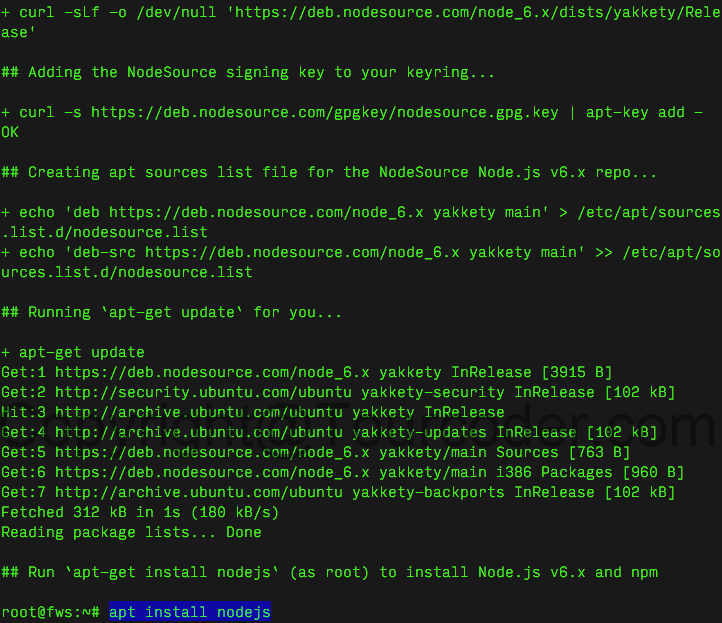 + curl -sLf -o /dev/null 'https://deb.nodesource.com/node_6.x/dists/yakkety/Rele
ase'
## Adding the NodeSource signing key to your keyring...
+ curl -s https://deb.nodesource.com/gpgkey/nodesource.gpg.key | apt-key add -
OK
## Creating apt sources list file for the NodeSource Node.js v6.x repo...
+ echo 'deb https://deb.nodesource.com/node_6.x yakkety main' > /etc/apt/sources
.list.d/nodesource.list
+ echo 'deb-src https://deb.nodesource.com/node_6.x yakkety main' >> /etc/apt/so
urces.list.d/nodesource.list
## Running `apt-get update` for you...
+ apt-get update
Get:1 https://deb.nodesource.com/node_6.x yakkety InRelease [3915 B]
Get:2 http://security.ubuntu.com/ubuntu yakkety-security InRelease [102 kB]
Hit:3 http://archive.ubuntu.com/ubuntu yakkety InRelease
Get:4 http://archive.ubuntu.com/ubuntu yakkety-updates InRelease [102 kB]
Get:5 https://deb.nodesource.com/node_6.x yakkety/main Sources [763 B]
Get:6 https://deb.nodesource.com/node_6.x yakkety/main i386 Packages [960 B]
Get:7 http://archive.ubuntu.com/ubuntu yakkety-backports InRelease [102 kB]
Fetched 312 kB in 1s (180 kB/s)
Reading package lists... Done
## Run `apt-get install nodejs` (as root) to install Node.js v6.x and npm
root@fws:~# apt install nodejs